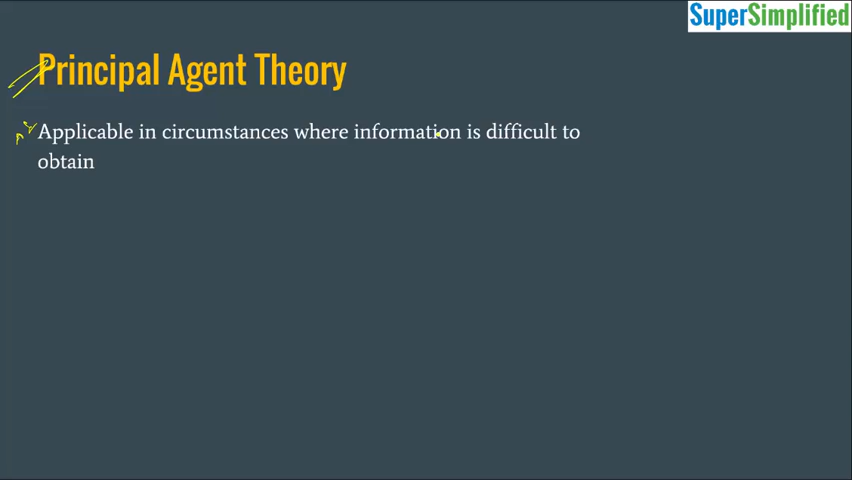 SuperSimplified
Principal Agent Theory
Applicable in circumstances where information is difficult to
obtain